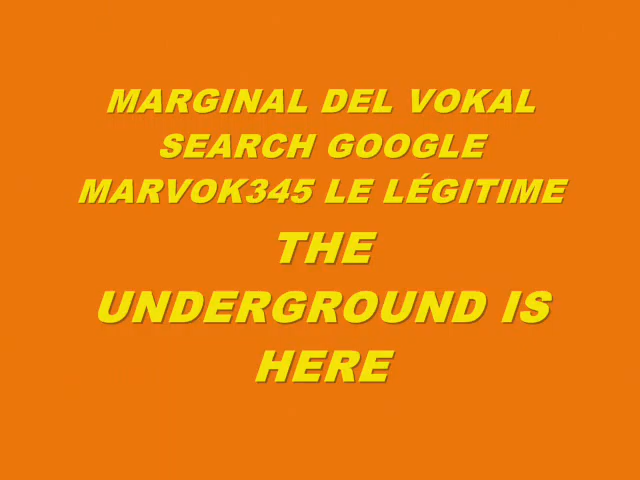 MARGINAL DEL VOKAL
SEARCH GOOGLE
MARVOK345 LE LÉGITIME
THE
UNDERGROUND IS
HERE